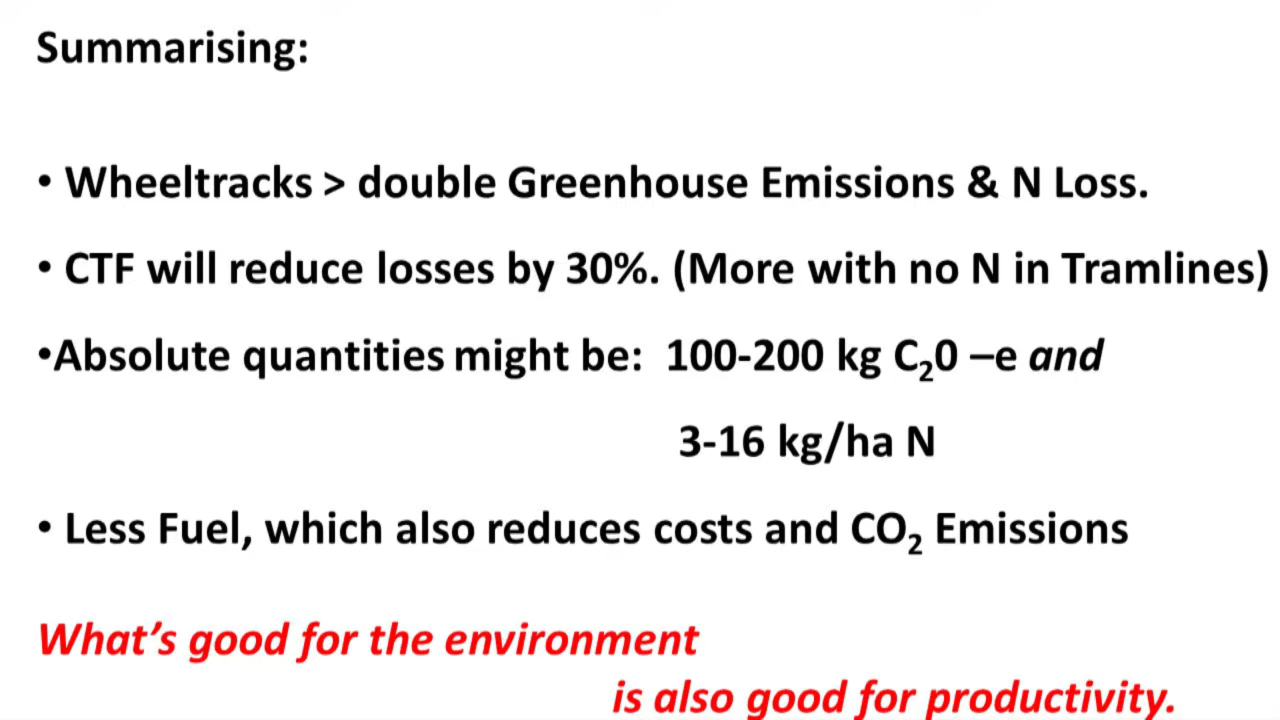 Summarising:
• Wheeltracks > double Greenhouse Emissions & N Loss.
• CTF will reduce losses by 30%. (More with no N in Tramlines)
•Absolute quantities might be: 100-200 kg C₂0 –e and
3-16 kg/ha N
• Less Fuel, which also reduces costs and CO₂ Emissions
What’s good for the environment
is also good for productivity.